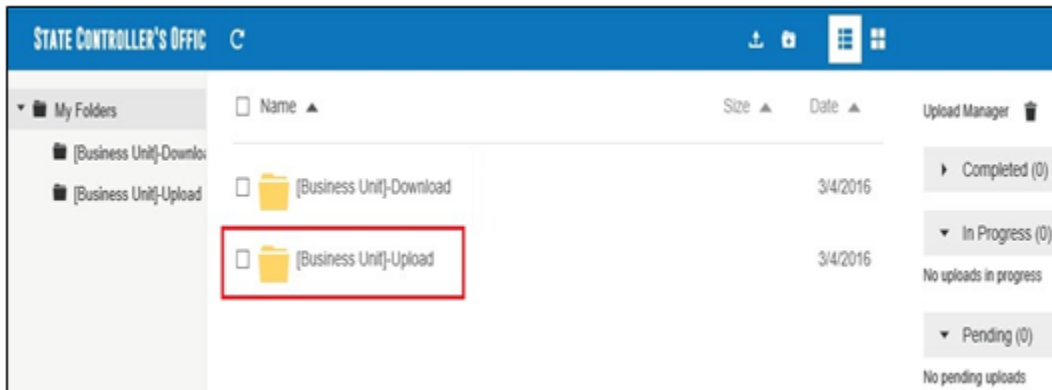 STATE CONTROLLER'S OFFIC
My Folders
[Business Unit]-Downloa
[Business Unit]-Upload
Name
Size
Date
[Business Unit]-Download
3/4/2016
[Business Unit]-Upload
3/4/2016
Upload Manager
Completed (0)
In Progress (0)
No uploads in progress
Pending (0)
No pending uploads